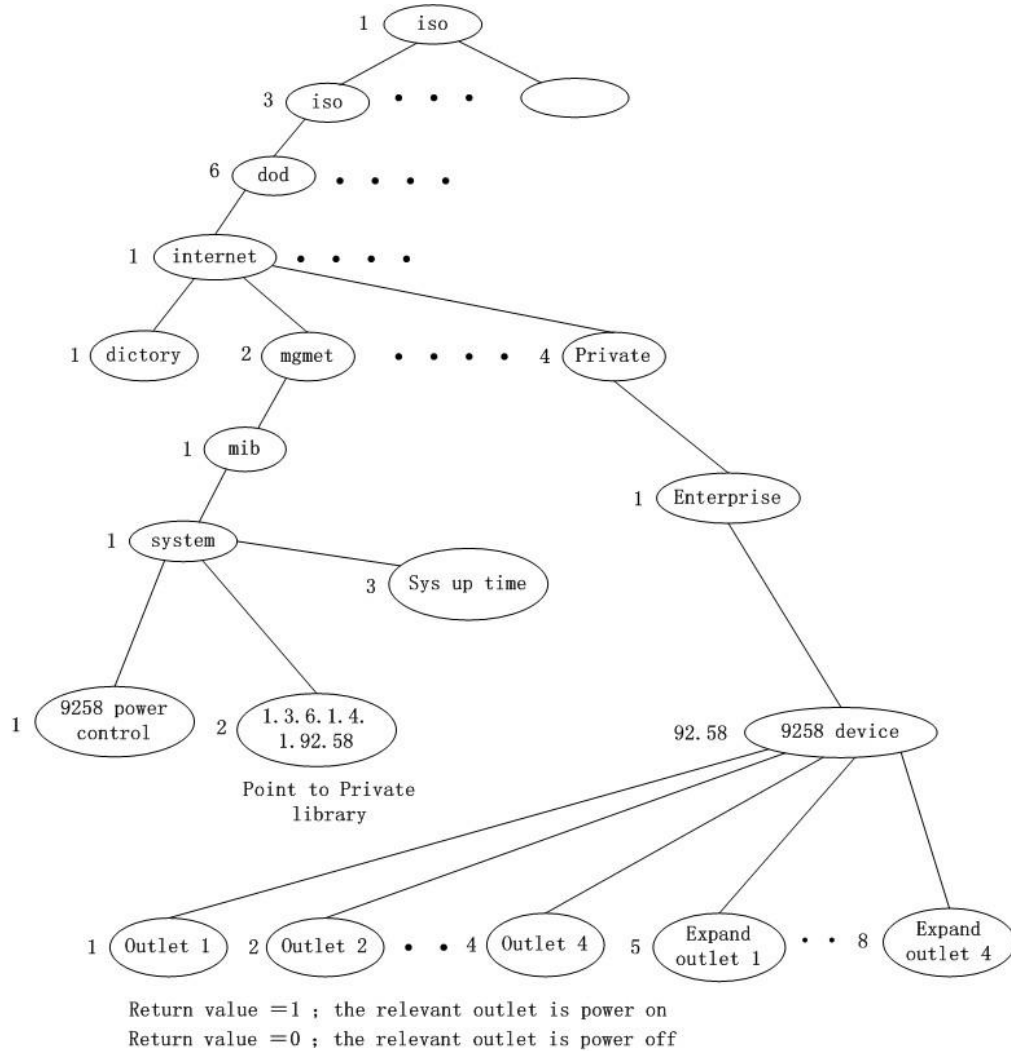 1 iso
3 iso
6 dod
1 internet
1 dictory 2 mgmet 4 Private
1 mib
1 Enterprise
1 system
3 Sys up time
1 9258 power
control
2 1.3.6.1.4.
1.92.58
92.58 9258 device
Point to Private
library
1 Outlet 1 2 Outlet 2 4 Outlet 4 5 Expand
outlet 1 8 Expand
outlet 4
Return value =1 ; the relevant outlet is power on
Return value =0 ; the relevant outlet is power off